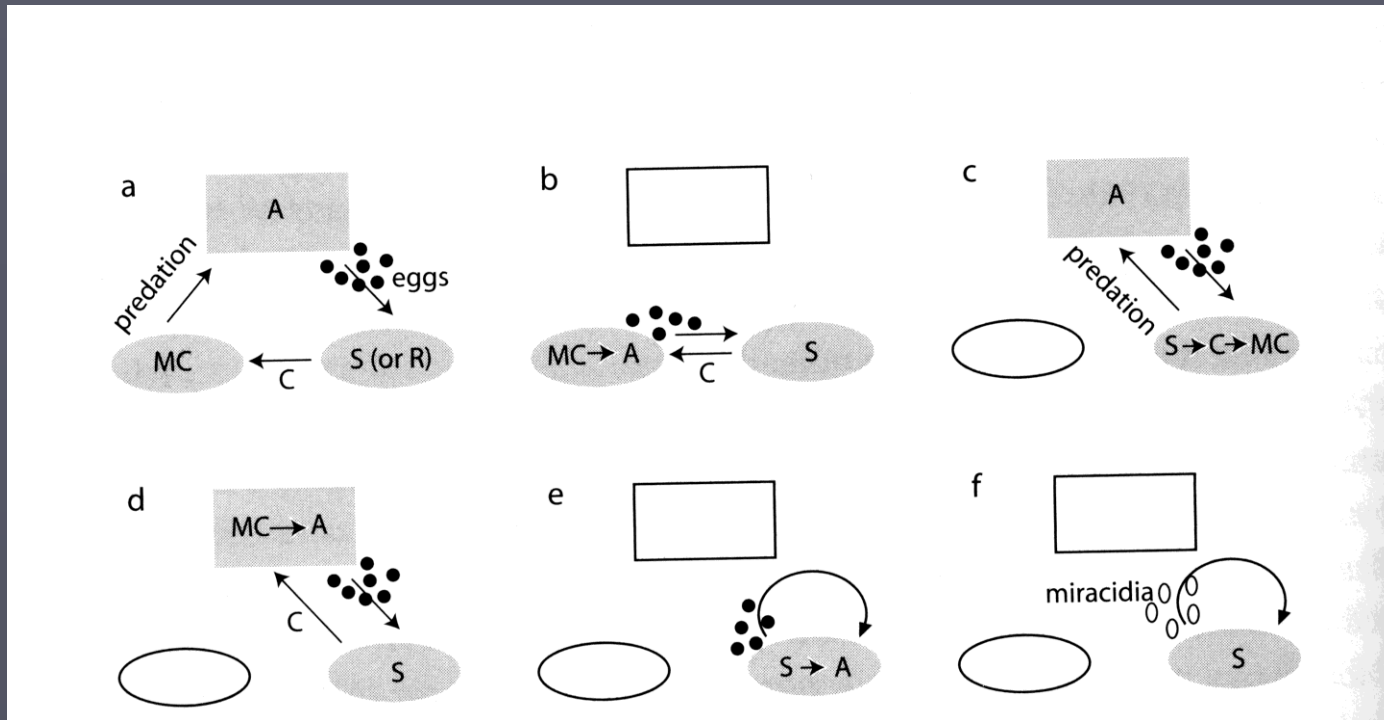 a
A
predation
eggs
MC
C
S (or R)
b
MC→ A
C
S
c
A
predation
S→C→MC
d
MC→ A
C
S
e
S → A
f
miracidia
S